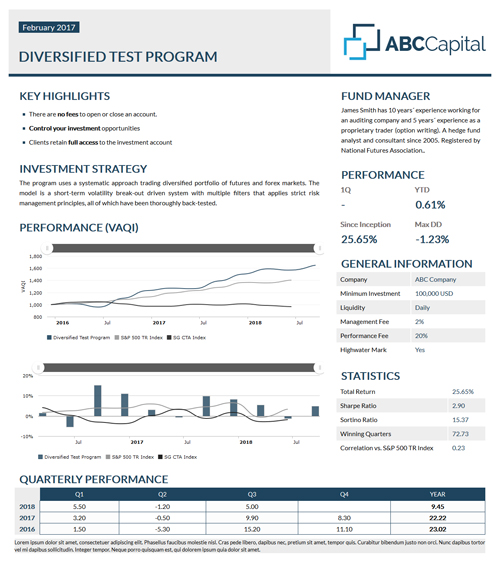 February 2017
DIVERSIFIED TEST PROGRAM
ABCCapital
KEY HIGHLIGHTS
There are no fees to open or close an account.
Control your investment opportunities
Clients retain full access to the investment account
INVESTMENT STRATEGY
The program uses a systematic approach trading diversified portfolio of futures and forex markets. The
model is a short-term volatility break-out driven system with multiple filters that applies strict risk
management principles, all of which have been thoroughly back-tested.
PERFORMANCE (VAQI)
1,800
1,600
1,400
1,200
1,000
800
VAQI
2016 Jul 2017 Jul 2018 Jul
Diversified Test Program S&P 500 TR Index SG CTA Index
20%
10%
0%
-10%
Jul 2017 Jul 2018 Jul
Diversified Test Program S&P 500 TR Index SG CTA Index
FUND MANAGER
James Smith has 10 years´ experience working for
an auditing company and 5 years´ experience as a
proprietary trader (option writing). A hedge fund
analyst and consultant since 2005. Registered by
National Futures Association..
PERFORMANCE
1Q YTD
- 0.61%
Since Inception Max DD
25.65% -1.23%
GENERAL INFORMATION
Company ABC Company
Minimum Investment 100,000 USD
Liquidity Daily
Management Fee 2%
Performance Fee 20%
Highwater Mark Yes
STATISTICS
Total Return 25.65%
Sharpe Ratio 2.90
Sortino Ratio 15.37
Winning Quarters 72.73
Correlation vs. S&P 500 TR Index 0.23
QUARTERLY PERFORMANCE
Q1 Q2 Q3 Q4 YEAR
2018 5.50 -1.20 5.00 9.45
2017 3.20 -0.50 9.90 8.30 22.22
2016 1.50 -5.30 15.20 11.10 23.02
Lorem ipsum dolor sit amet, consectetuer adipiscing elit. Phasellus faucibus molestie nisl. Cras pede libero, dapibus nec, pretium sit amet, tempor quis. Curabitur bibendum justo non orci. Nunc dapibus tortor
vel mi dapibus sollicitudin. Integer tempor. Neque porro quisquam est, qui dolorem ipsum quia dolor sit amet.